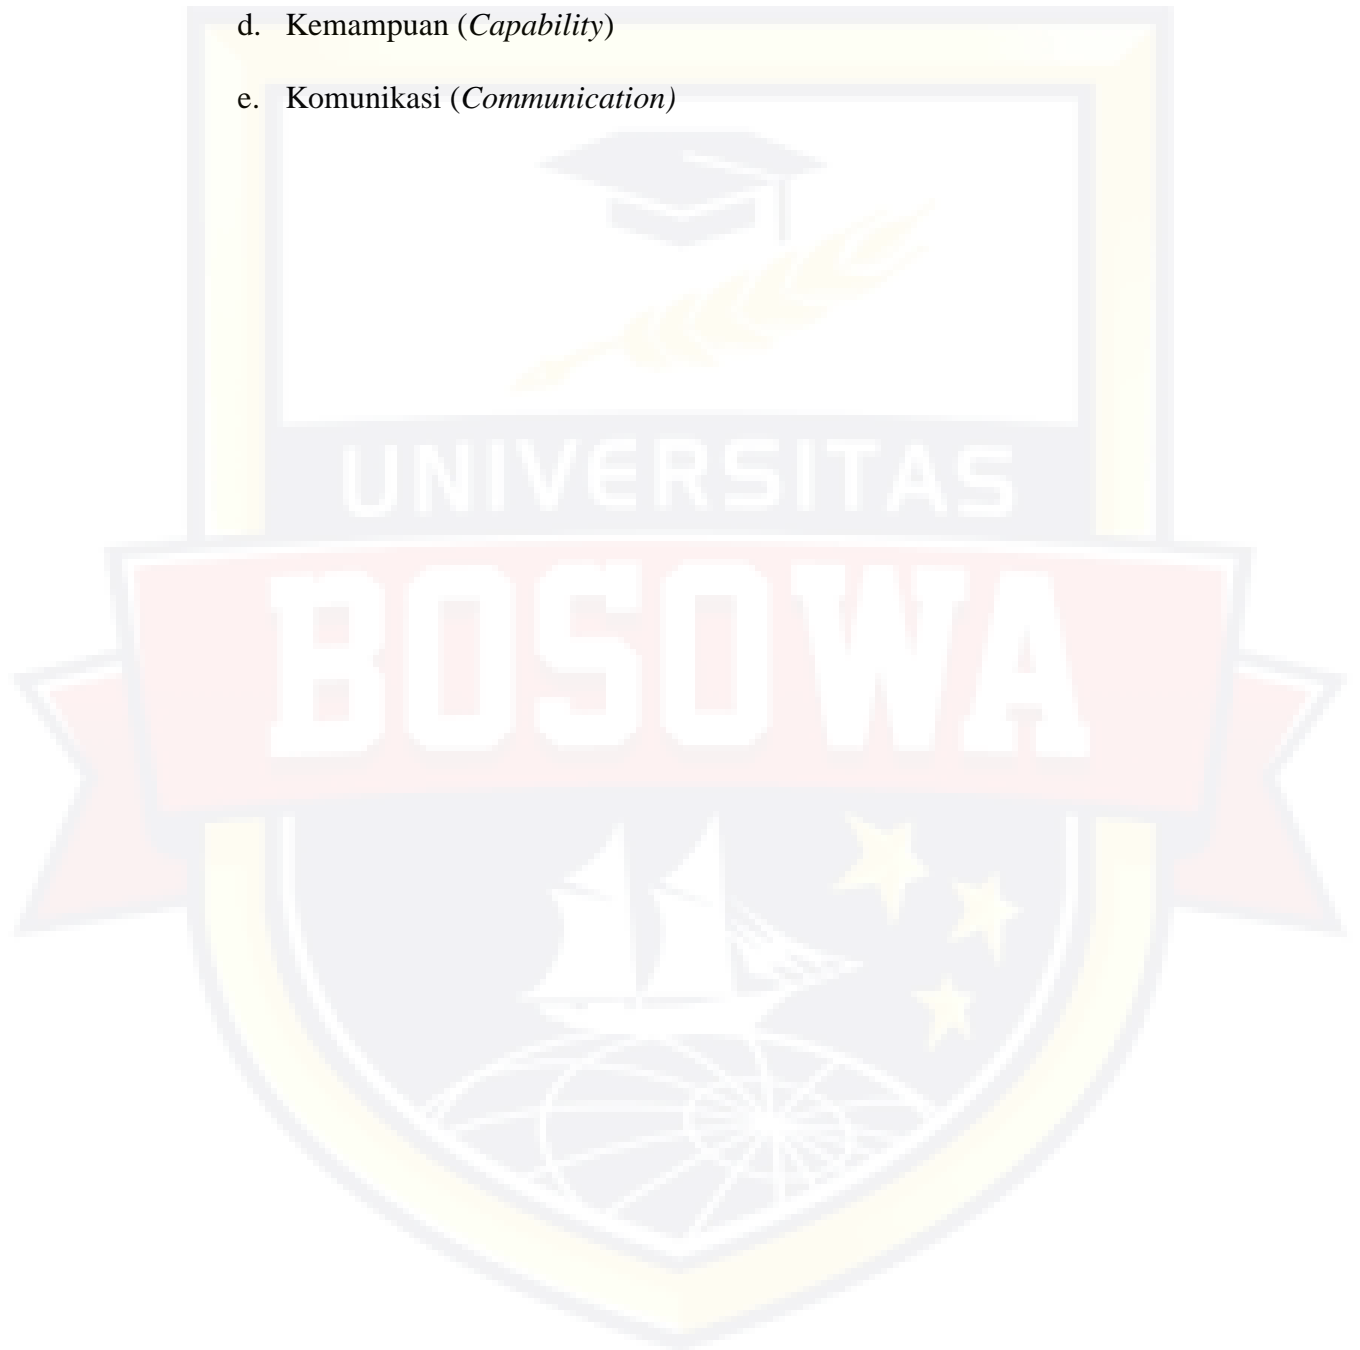 d. Kemampuan (Capability)
e. Komunikasi (Communication)
UNIVERSITAS
BOSOWA